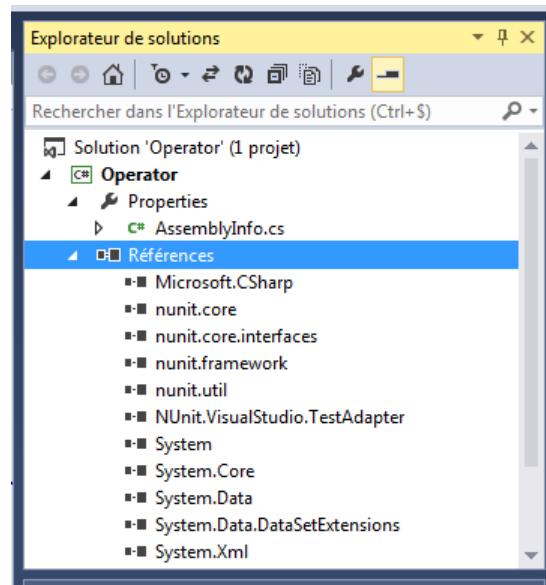 Explorateur de solutions
Rechercher dans l'Explorateur de solutions (Ctrl+$)
Solution 'Operator' (1 projet)
C# Operator
Properties
C# AssemblyInfo.cs
Références
Microsoft.CSharp
nunit.core
nunit.core.interfaces
nunit.framework
nunit.util
NUnit.VisualStudio.TestAdapter
System
System.Core
System.Data
System.Data.DataSetExtensions
System.Xml